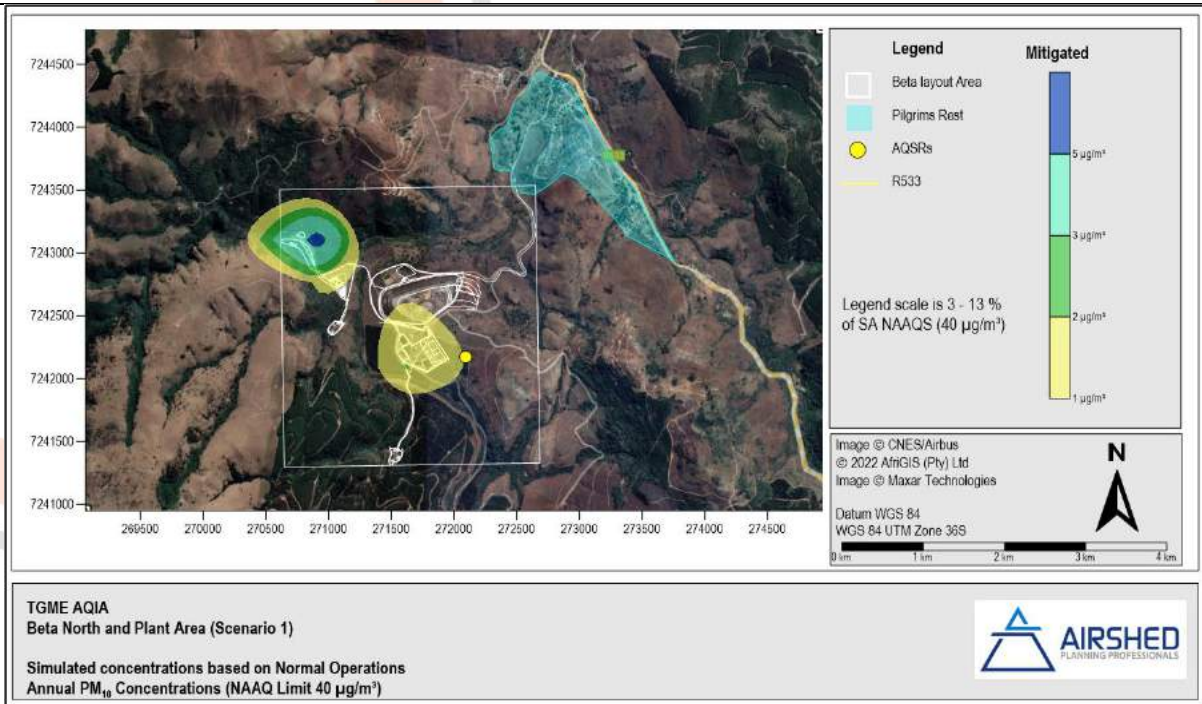 7244500
7244000
7243500
7243000
7242500
7242000
7241500
7241000
269500 270000 270500 271000 271500 272000 272500 273000 273500 274000 274500
Legend
Beta layout Area
Pilgrims Rest
AQSRs
R533
Mitigated
5 µg/m³
3 µg/m³
2 µg/m³
1 µg/m³
Legend scale is 3 - 13 %
of SA NAAQS (40 µg/m³)
Image © CNES/Airbus
© 2022 AfriGIS (Pty) Ltd
Image © Maxar Technologies
Datum WGS 84
WGS 84 UTM Zone 36S
N
0 km 1 km 2 km 3 km 4 km
TGME AQIA
Beta North and Plant Area (Scenario 1)
Simulated concentrations based on Normal Operations
Annual PM₁₀ Concentrations (NAAQ Limit 40 µg/m³)
AIRSHED
PLANNING PROFESSIONALS